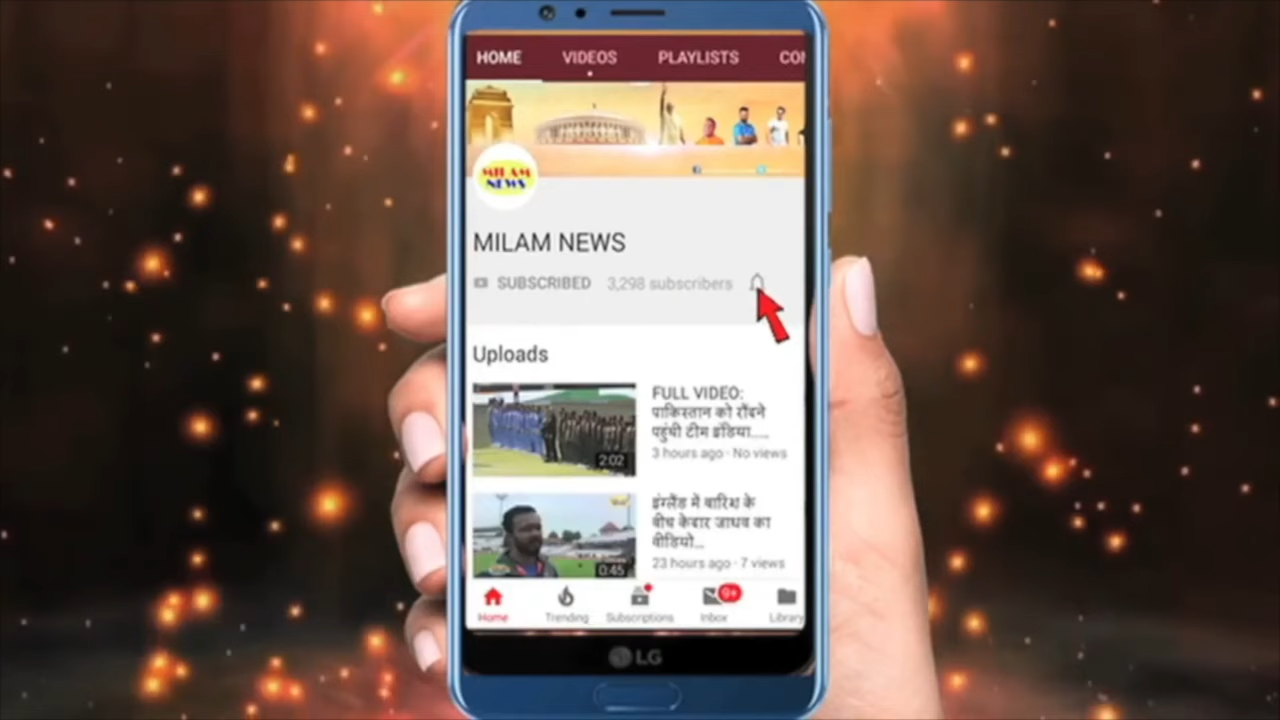 HOME VIDEOS PLAYLISTS CO
MILAM
NEWS
MILAM NEWS
SUBSCRIBED 3,298 subscribers
Uploads
FULL VIDEO:
पाकिस्तान को रौंदने
पहुंची टीम इंडिया.....
3 hours ago · No views
2:02
इंग्लैंड में बारिश के
बीच केदार जाधव का
वीडियो...
23 hours ago · 7 views
0:45
9+
Home Trending Subscriptions Inbox Library
LG